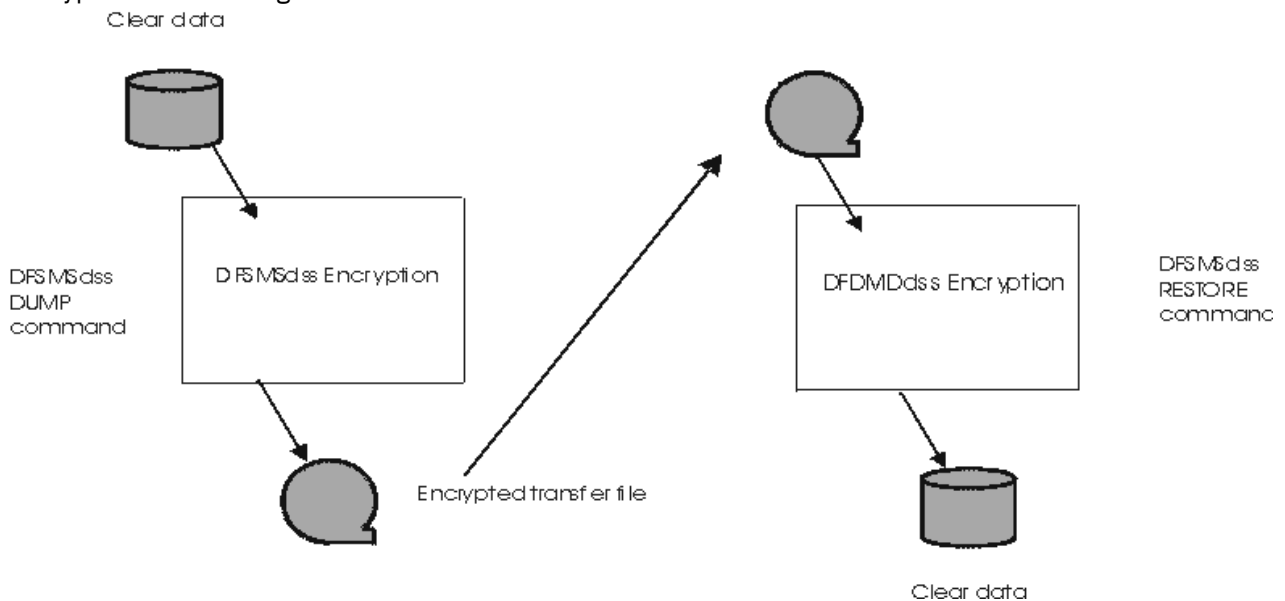 Clear data
DFSMSdss
DUMP
command
DFSMSdss Encryption
Encrypted transfer file
DFDMDdss Encryption
DFSMSdss
RESTORE
command
Clear data